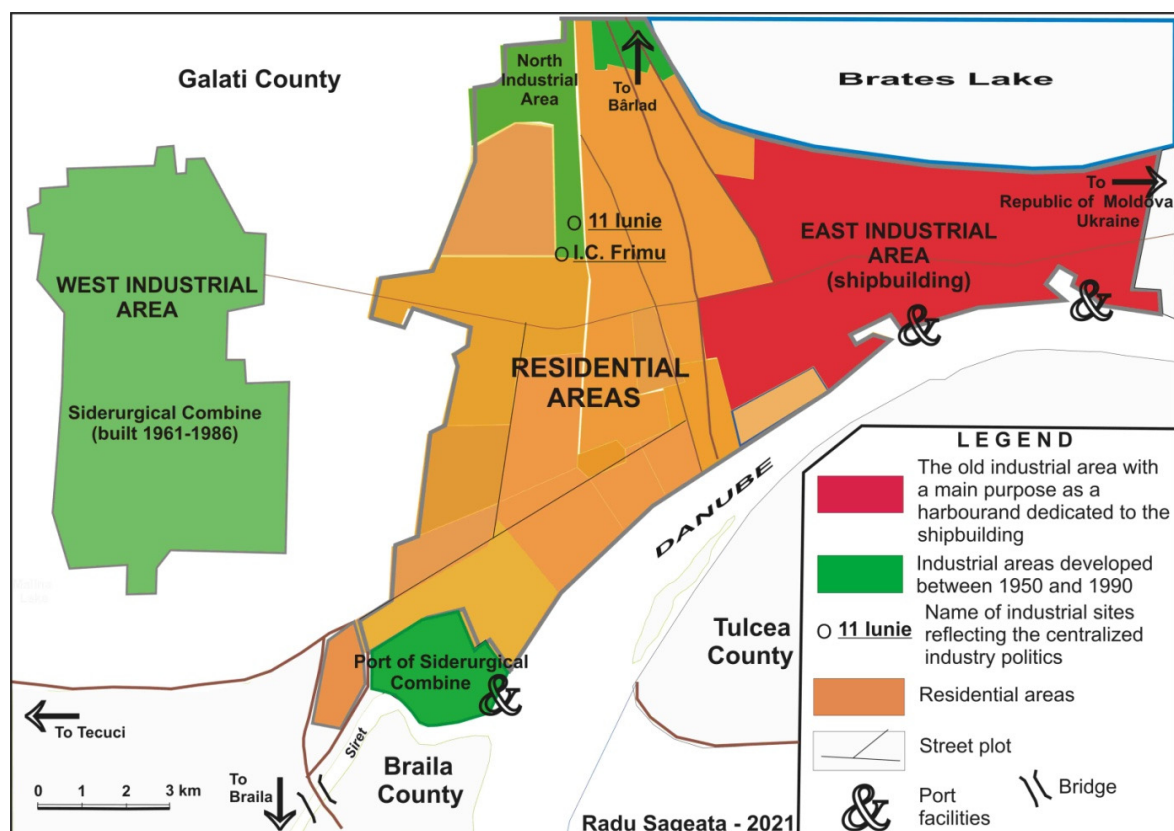 Galati County
North
Industrial
Area
To
Bârlad
Brates Lake
To
Republic of Moldova
Ukraine
11 Iunie
I.C. Frimu
EAST INDUSTRIAL
AREA
(shipbuilding)
WEST INDUSTRIAL
AREA
Siderurgical Combine
(built 1961-1986)
RESIDENTIAL
AREAS
&
&
DANUBE
Tulcea
County
Port of Siderurgical
Combine
&
Siret
To Tecuci
To
Braila
Braila
County
0 1 2 3 km
Radu Sageata - 2021
LEGEND
The old industrial area with
a main purpose as a
harbourand dedicated to the
shipbuilding
Industrial areas developed
between 1950 and 1990
O 11 Iunie
Name of industrial sites
reflecting the centralized
industry politics
Residential areas
Street plot
& Port
facilities
Bridge